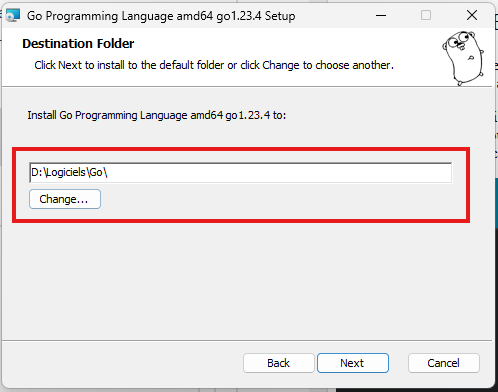 Go Programming Language amd64 go1.23.4 Setup
Destination Folder
Click Next to install to the default folder or click Change to choose another.
Install Go Programming Language amd64 go1.23.4 to:
D:\Logiciels\Go\
Change...
Back Next Cancel